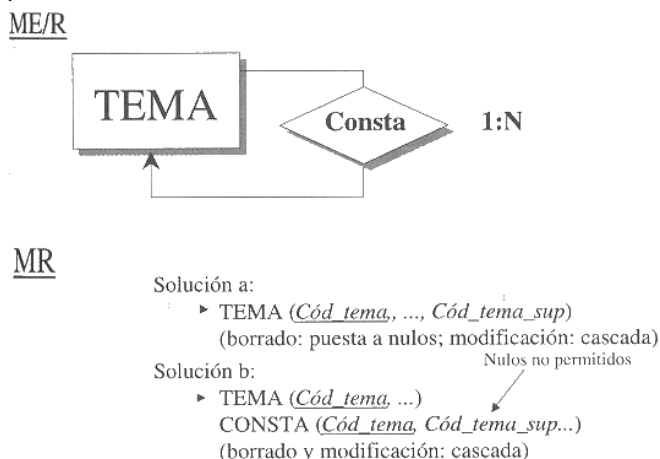 ME/R
TEMA
Consta
1:N
MR
Solución a:
TEMA (Cód_tema,, ..., Cód_tema_sup)
(borrado: puesta a nulos; modificación: cascada)
Nulos no permitidos
Solución b:
TEMA (Cód_tema, ...)
CONSTA (Cód_tema, Cód_tema_sup...)
(borrado y modificación: cascada)